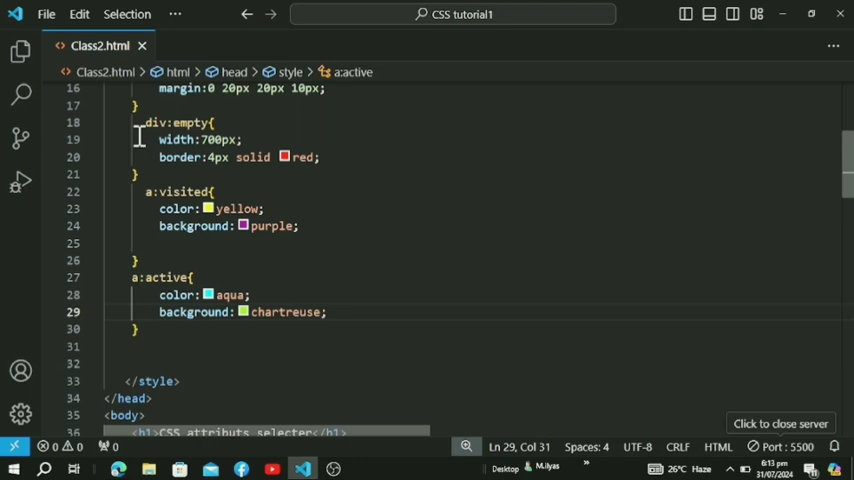 File Edit Selection ··· CSS tutorial1
Class2.html
···
Class2.html > html > head > style > a:active
16 margin:0 20px 20px 10px;
17 }
18 div:empty{
19 width:700px;
20 border:4px solid red;
21 }
22 a:visited{
23 color:yellow;
24 background:purple;
25
26 }
27 a:active{
28 color:aqua;
29 background:chartreuse;
30 }
31
32
33 </style>
34 </head>
35 <body>
36 <h1>CSS attributs selecter</h1>
Click to close server
0 0 0 Ln 29, Col 31 Spaces: 4 UTF-8 CRLF HTML Port : 5500
Desktop M.ilyas » 26°C Haze 6:13 pm
31/07/2024